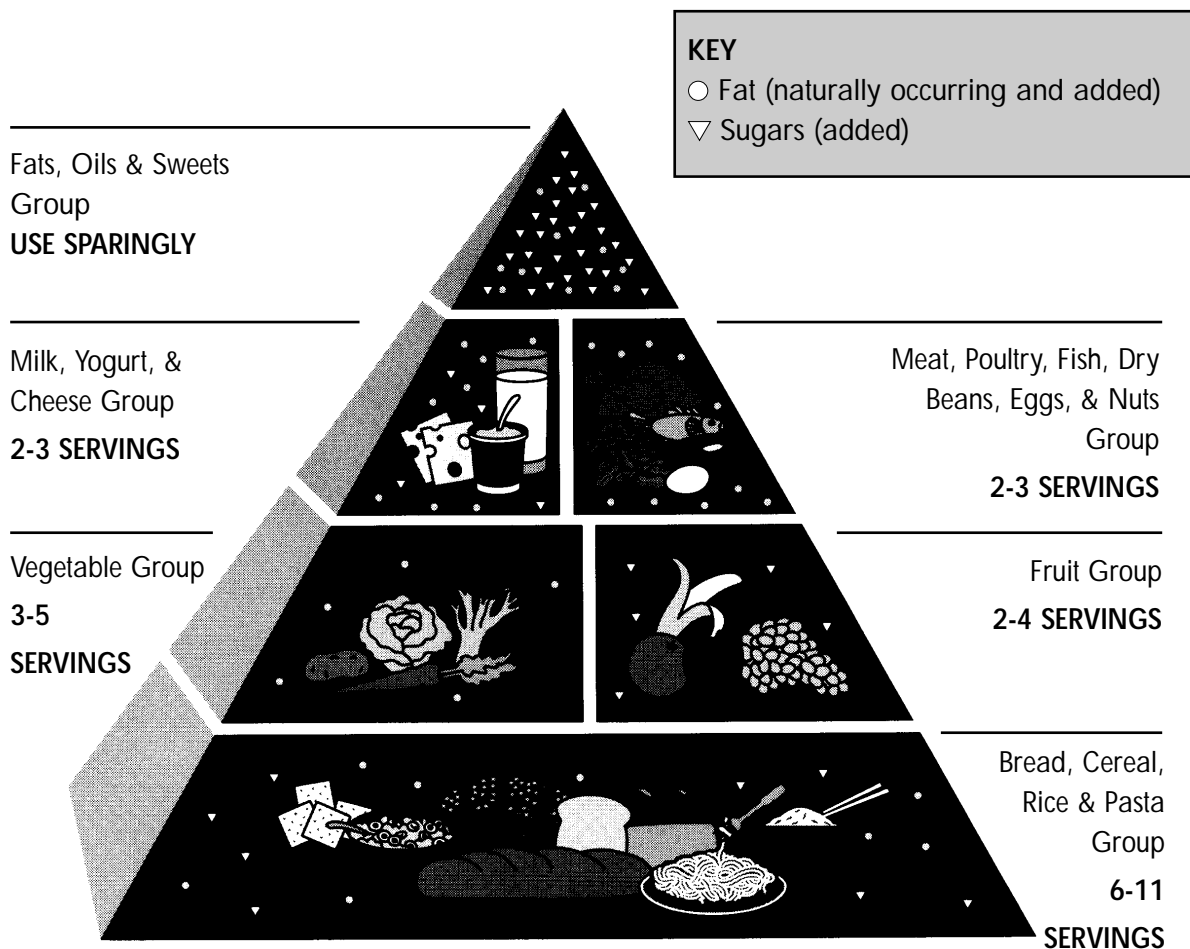 KEY
○ Fat (naturally occurring and added)
▽ Sugars (added)
Fats, Oils & Sweets
Group
USE SPARINGLY
Milk, Yogurt, &
Cheese Group
2-3 SERVINGS
Meat, Poultry, Fish, Dry
Beans, Eggs, & Nuts
Group
2-3 SERVINGS
Vegetable Group
3-5
SERVINGS
Fruit Group
2-4 SERVINGS
Bread, Cereal,
Rice & Pasta
Group
6-11
SERVINGS